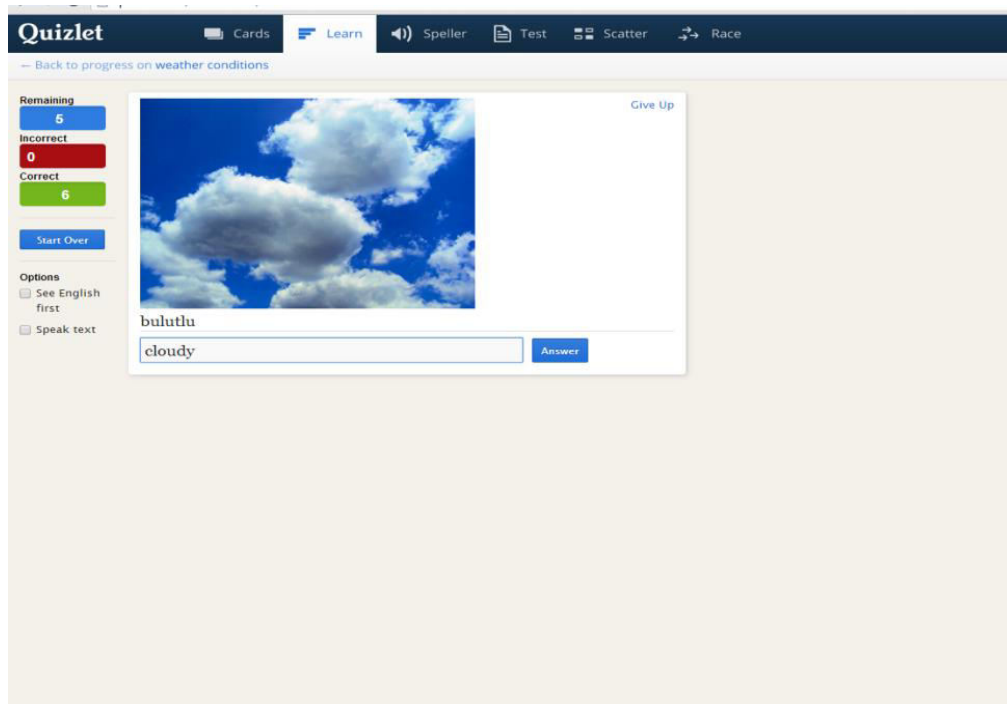 Quizlet
Cards
Learn
Speller
Test
Scatter
Race
← Back to progress on weather conditions
Remaining
5
Incorrect
0
Correct
6
Start Over
Options
See English
first
Speak text
Give Up
bulutlu
cloudy
Answer